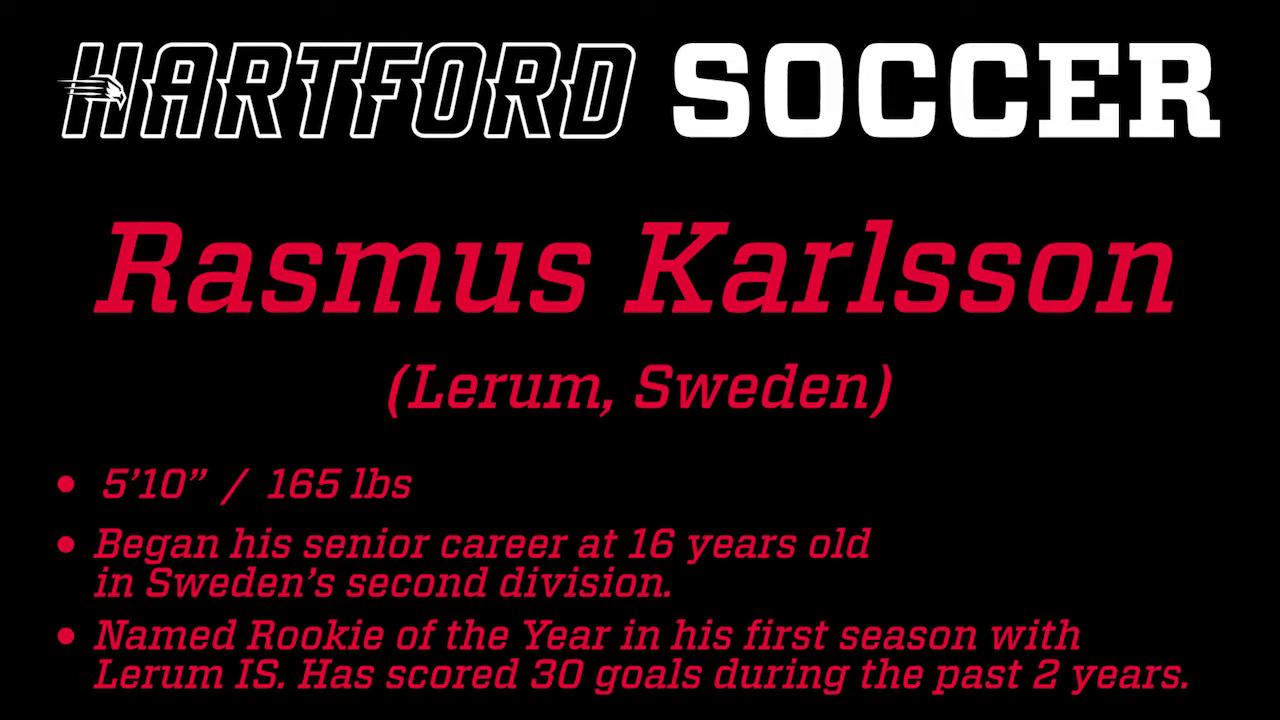 HARTFORD SOCCER
Rasmus Karlsson
(Lerum, Sweden)
• 5’10” / 165 lbs
• Began his senior career at 16 years old
in Sweden’s second division.
• Named Rookie of the Year in his first season with
Lerum IS. Has scored 30 goals during the past 2 years.